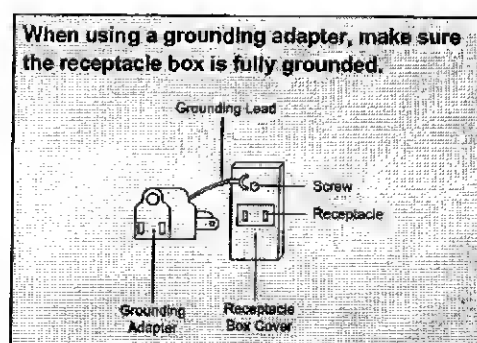 When using a grounding adapter, make sure
the receptacle box is fully grounded.
Grounding Lead
Screw
Receptacle
Grounding
Adapter
Receptacle
Box Cover